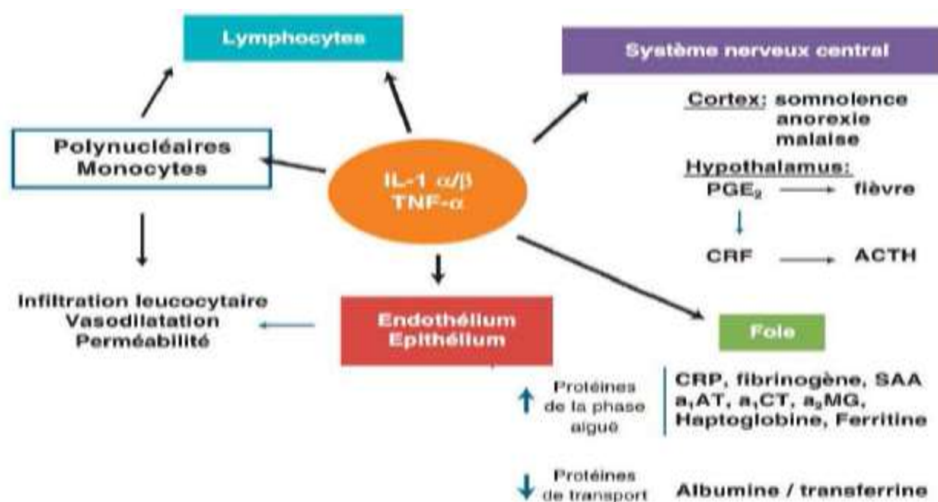 Lymphocytes
Système nerveux central
Cortex: somnolence
anorexie
malaise
Polynucléaires
Monocytes
IL-1 α/β
TNF-α
Hypothalamus:
PGE₂ → fièvre
CRF → ACTH
Infiltration leucocytaire
Vasodilatation
Perméabilité
Endothélium
Epithélium
Foie
Protéines
de la phase
aiguë
CRP, fibrinogène, SAA
a₁AT, a₁CT, a₂MG,
Haptoglobine, Ferritine
Protéines
de transport
Albumine / transferrine